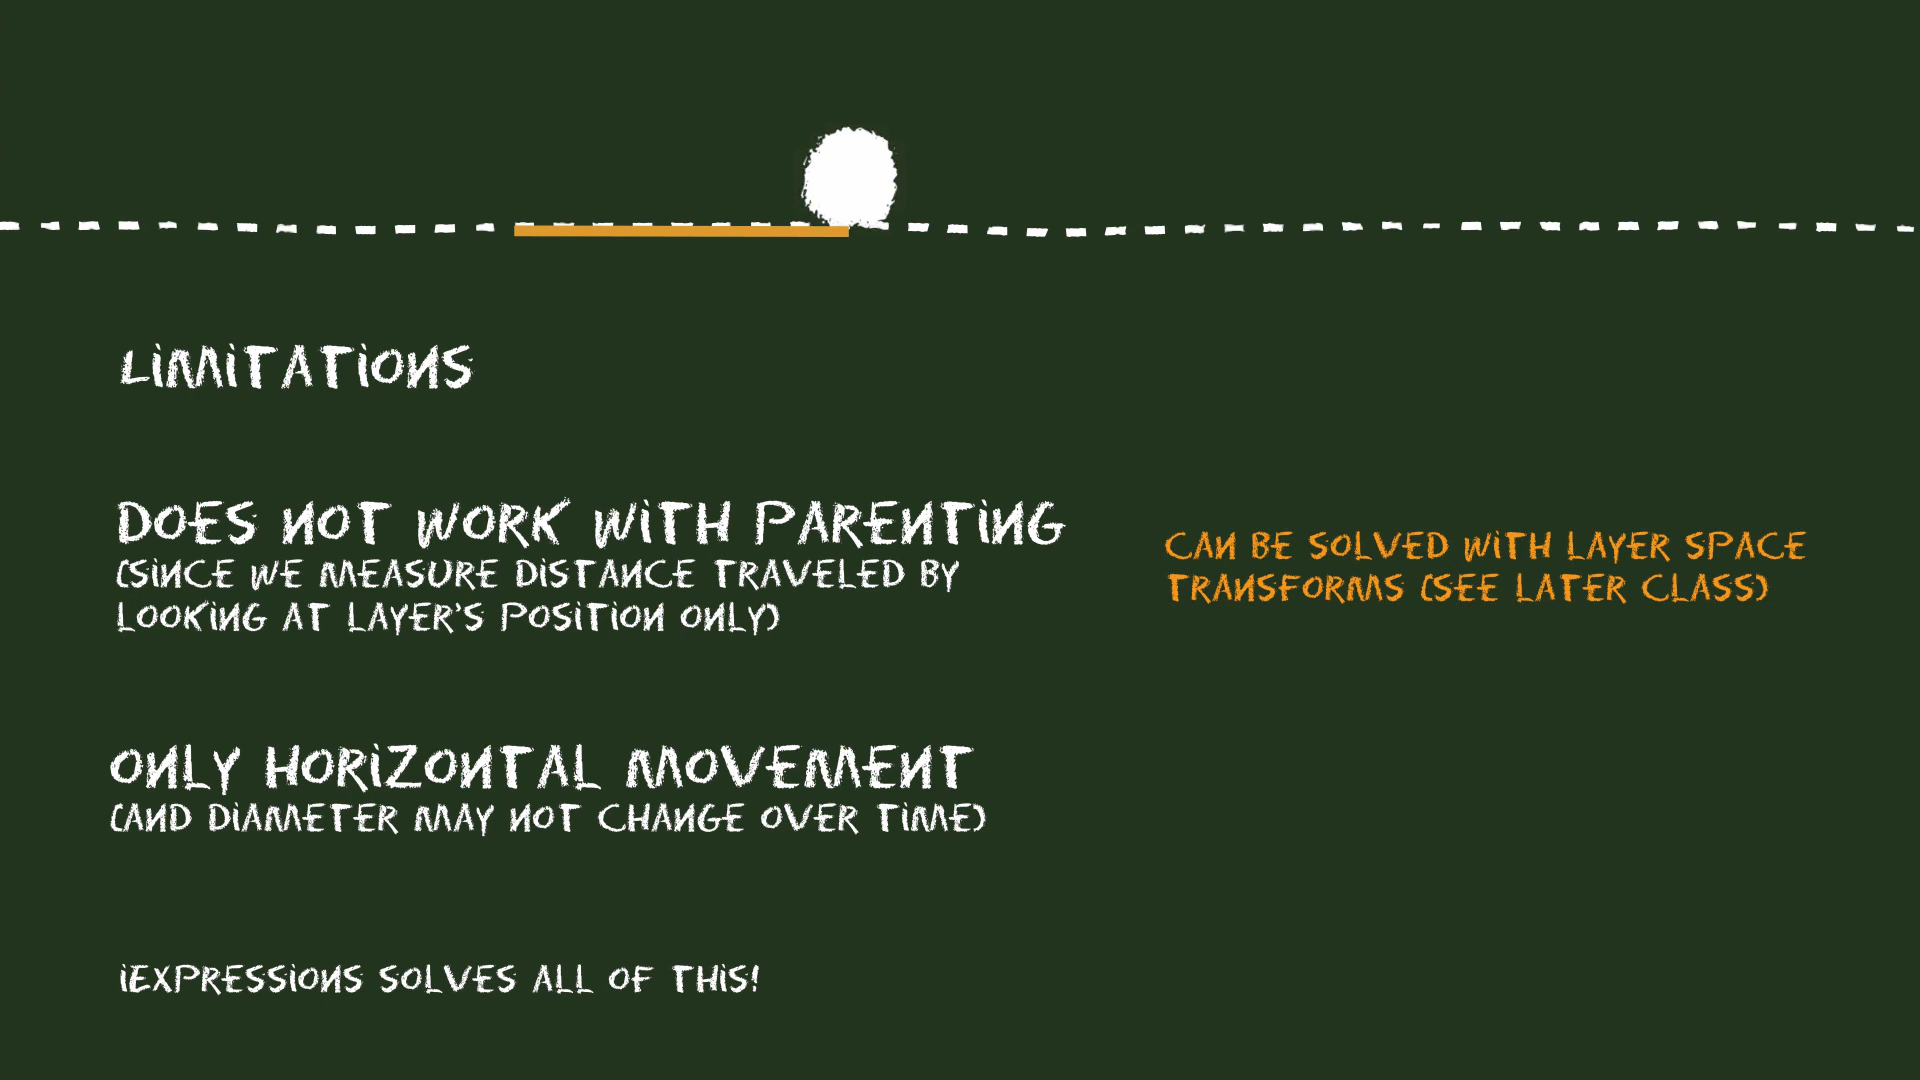 LiMiTATiONS
DOES NOT WORK WiTH PARENTiNG
(SiNCE WE MEASURE DiSTANCE TRAVELED BY
LOOKiNG AT LAYER'S POSiTiON ONLY)
CAN BE SOLVED WiTH LAYER SPACE
TRANSFORMS (SEE LATER CLASS)
ONLY HORiZONTAL MOVEMENT
(AND DiAMETER MAY NOT CHANGE OVER TiME)
iEXPRESSiONS SOLVES ALL OF THiS!